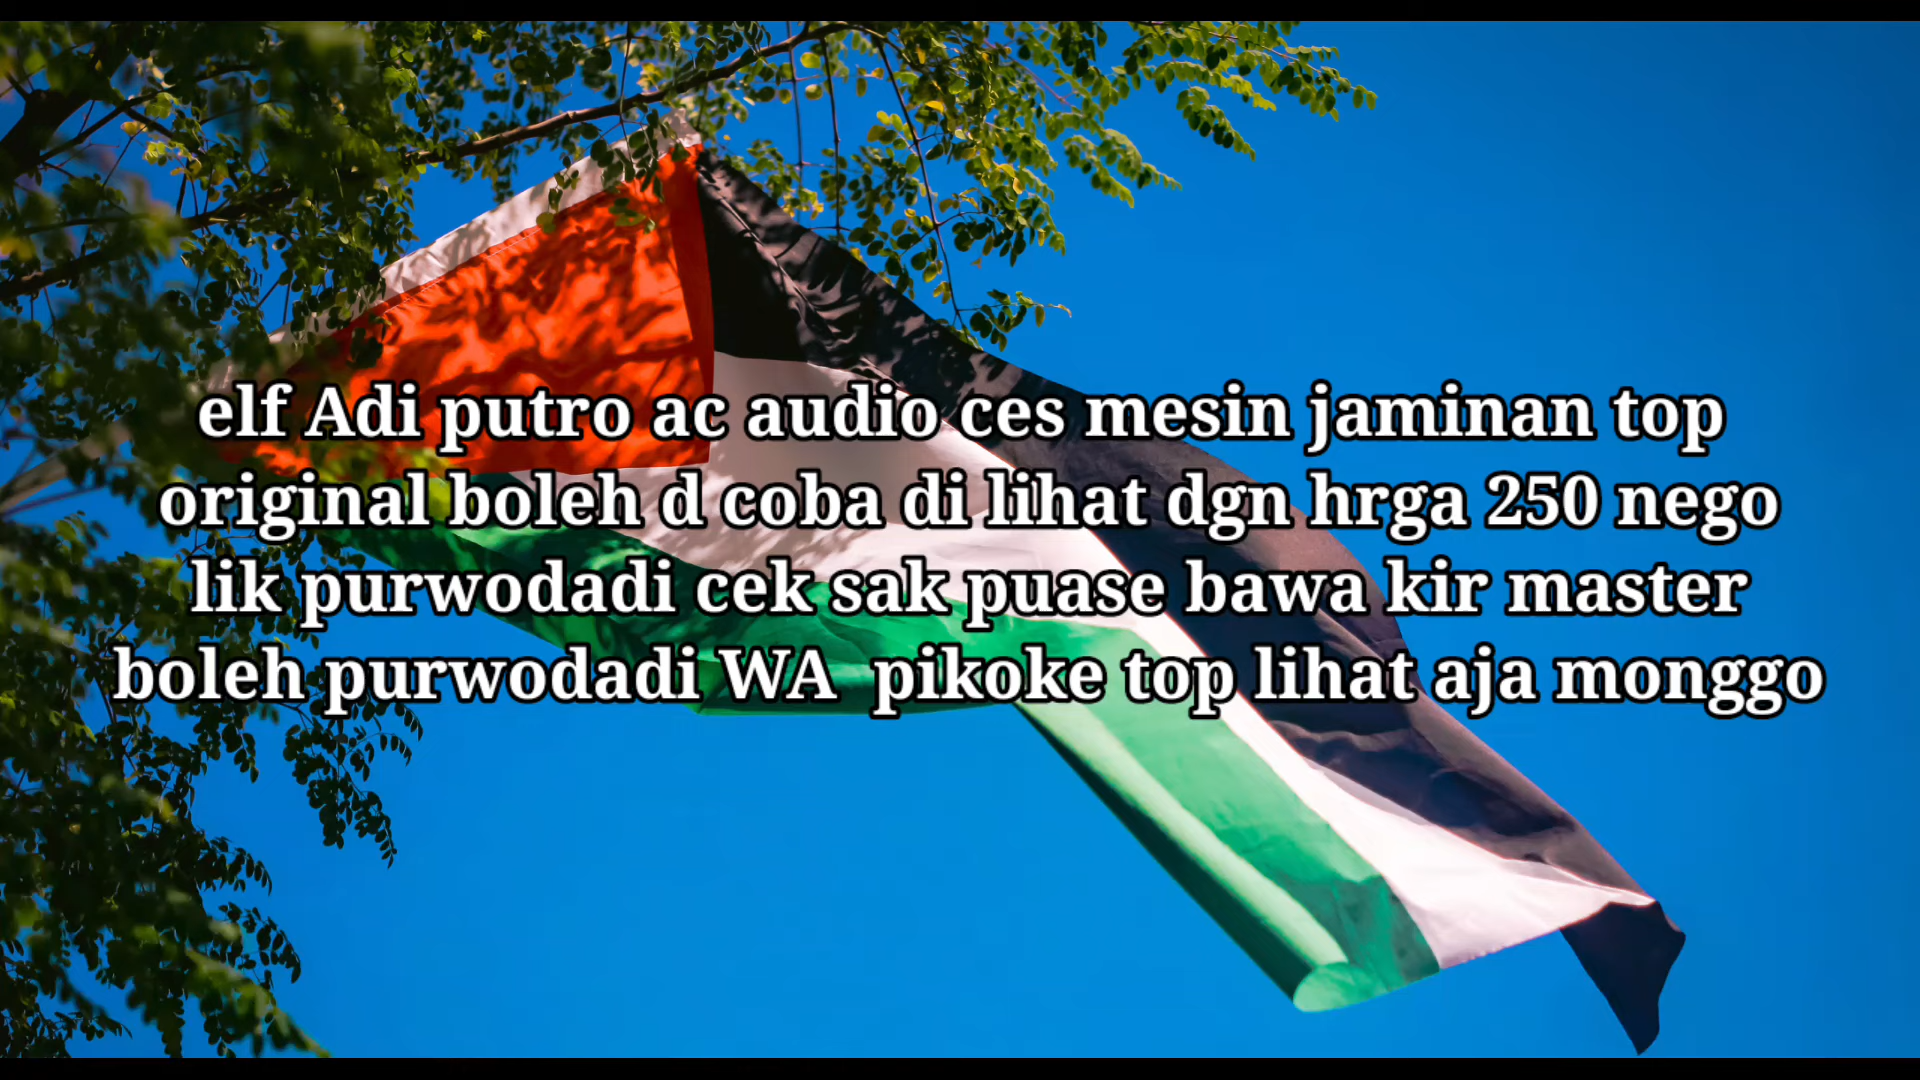 elf Adi putro ac audio ces mesin jaminan top
original boleh d coba di lihat dgn hrga 250 nego
lik purwodadi cek sak puase bawa kir master
boleh purwodadi WA pikoke top lihat aja monggo